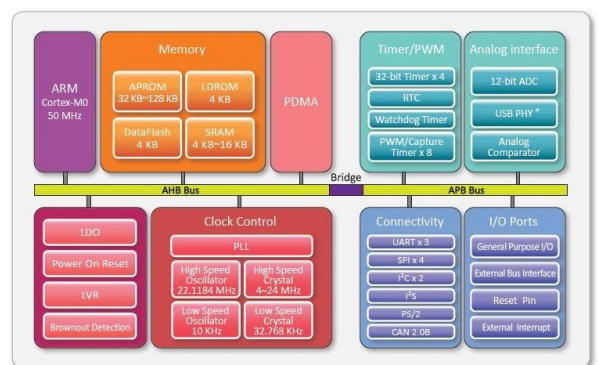 ARM
Cortex-M0
50 MHz
Memory
APROM
32 KB~128 KB
LDROM
4 KB
DataFlash
4 KB
SRAM
4 KB~16 KB
PDMA
Timer/PWM
32-bit Timer x 4
RTC
Watchdog Timer
PWM/Capture
Timer x 8
Analog interface
12-bit ADC
USB PHY *
Analog
Comparator
Bridge
AHB Bus
APB Bus
LDO
Power On Reset
LVR
Brownout Detection
Clock Control
PLL
High Speed
Oscillator
22.1184 MHz
High Speed
Crystal
4~24 MHz
Low Speed
Oscillator
10 KHz
Low Speed
Crystal
32.768 KHz
Connectivity
UART x 3
SPI x 4
I²C x 2
I²S
PS/2
CAN 2.0B
I/O Ports
General Purpose I/O
External Bus Interface
Reset Pin
External Interrupt